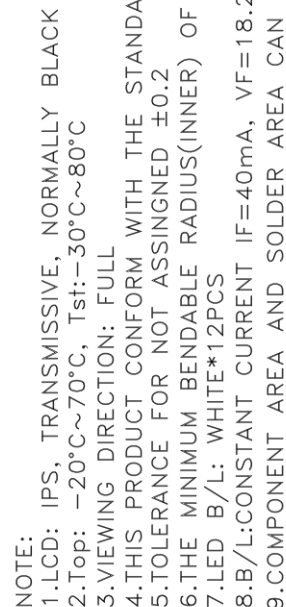 NOTE:
1.LCD: IPS, TRANSMISSIVE, NORMALLY BLACK
2.Top: -20°C~70°C, Tst:-30°C~80°C
3.VIEWING DIRECTION: FULL
4.THIS PRODUCT CONFORM WITH THE STANDA
5.TOLERANCE FOR NOT ASSINGNED ±0.2
6.THE MINIMUM BENDABLE RADIUS(INNER) OF
7.LED B/L: WHITE*12PCS
8.B/L:CONSTANT CURRENT IF=40mA, VF=18.2
9.COMPONENT AREA AND SOLDER AREA CAN